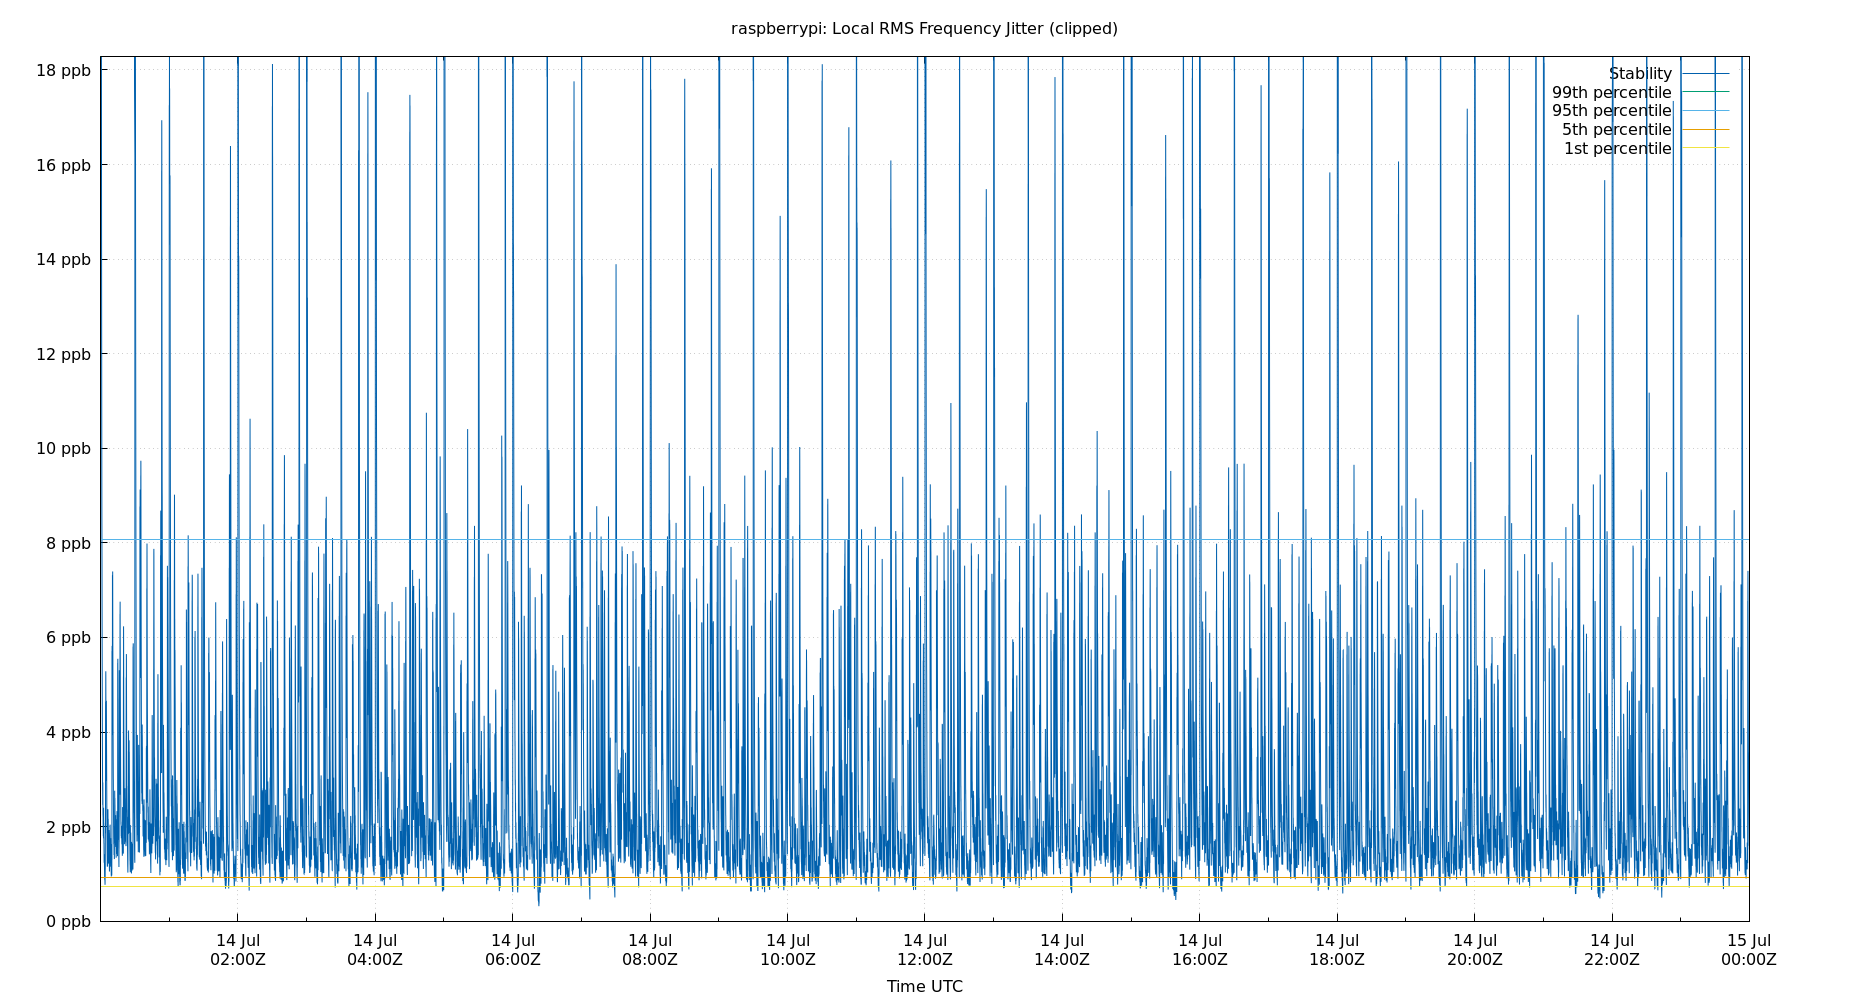 raspberrypi: Local RMS Frequency Jitter (clipped)
18 ppb
16 ppb
14 ppb
12 ppb
10 ppb
8 ppb
6 ppb
4 ppb
2 ppb
0 ppb
Stability
99th percentile
95th percentile
5th percentile
1st percentile
14 Jul 14 Jul 14 Jul 14 Jul 14 Jul 14 Jul 14 Jul 14 Jul 14 Jul 14 Jul 14 Jul 15 Jul
02:00Z 04:00Z 06:00Z 08:00Z 10:00Z 12:00Z 14:00Z 16:00Z 18:00Z 20:00Z 22:00Z 00:00Z
Time UTC